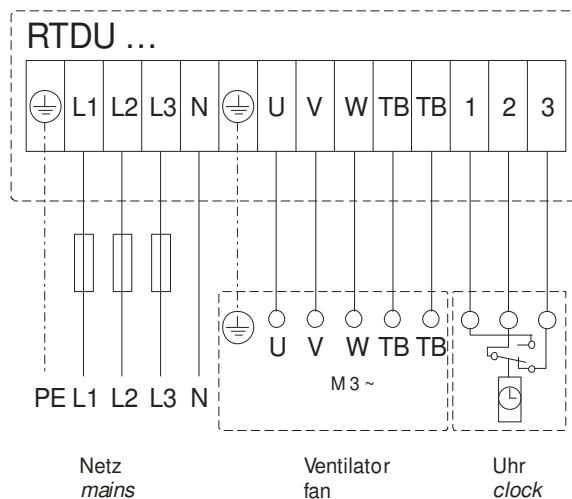 RTDU ...
L1 L2 L3 N U V W TB TB 1 2 3
U V W TB TB
M 3 ~
PE L1 L2 L3 N
Netz Ventilator Uhr
mains fan clock